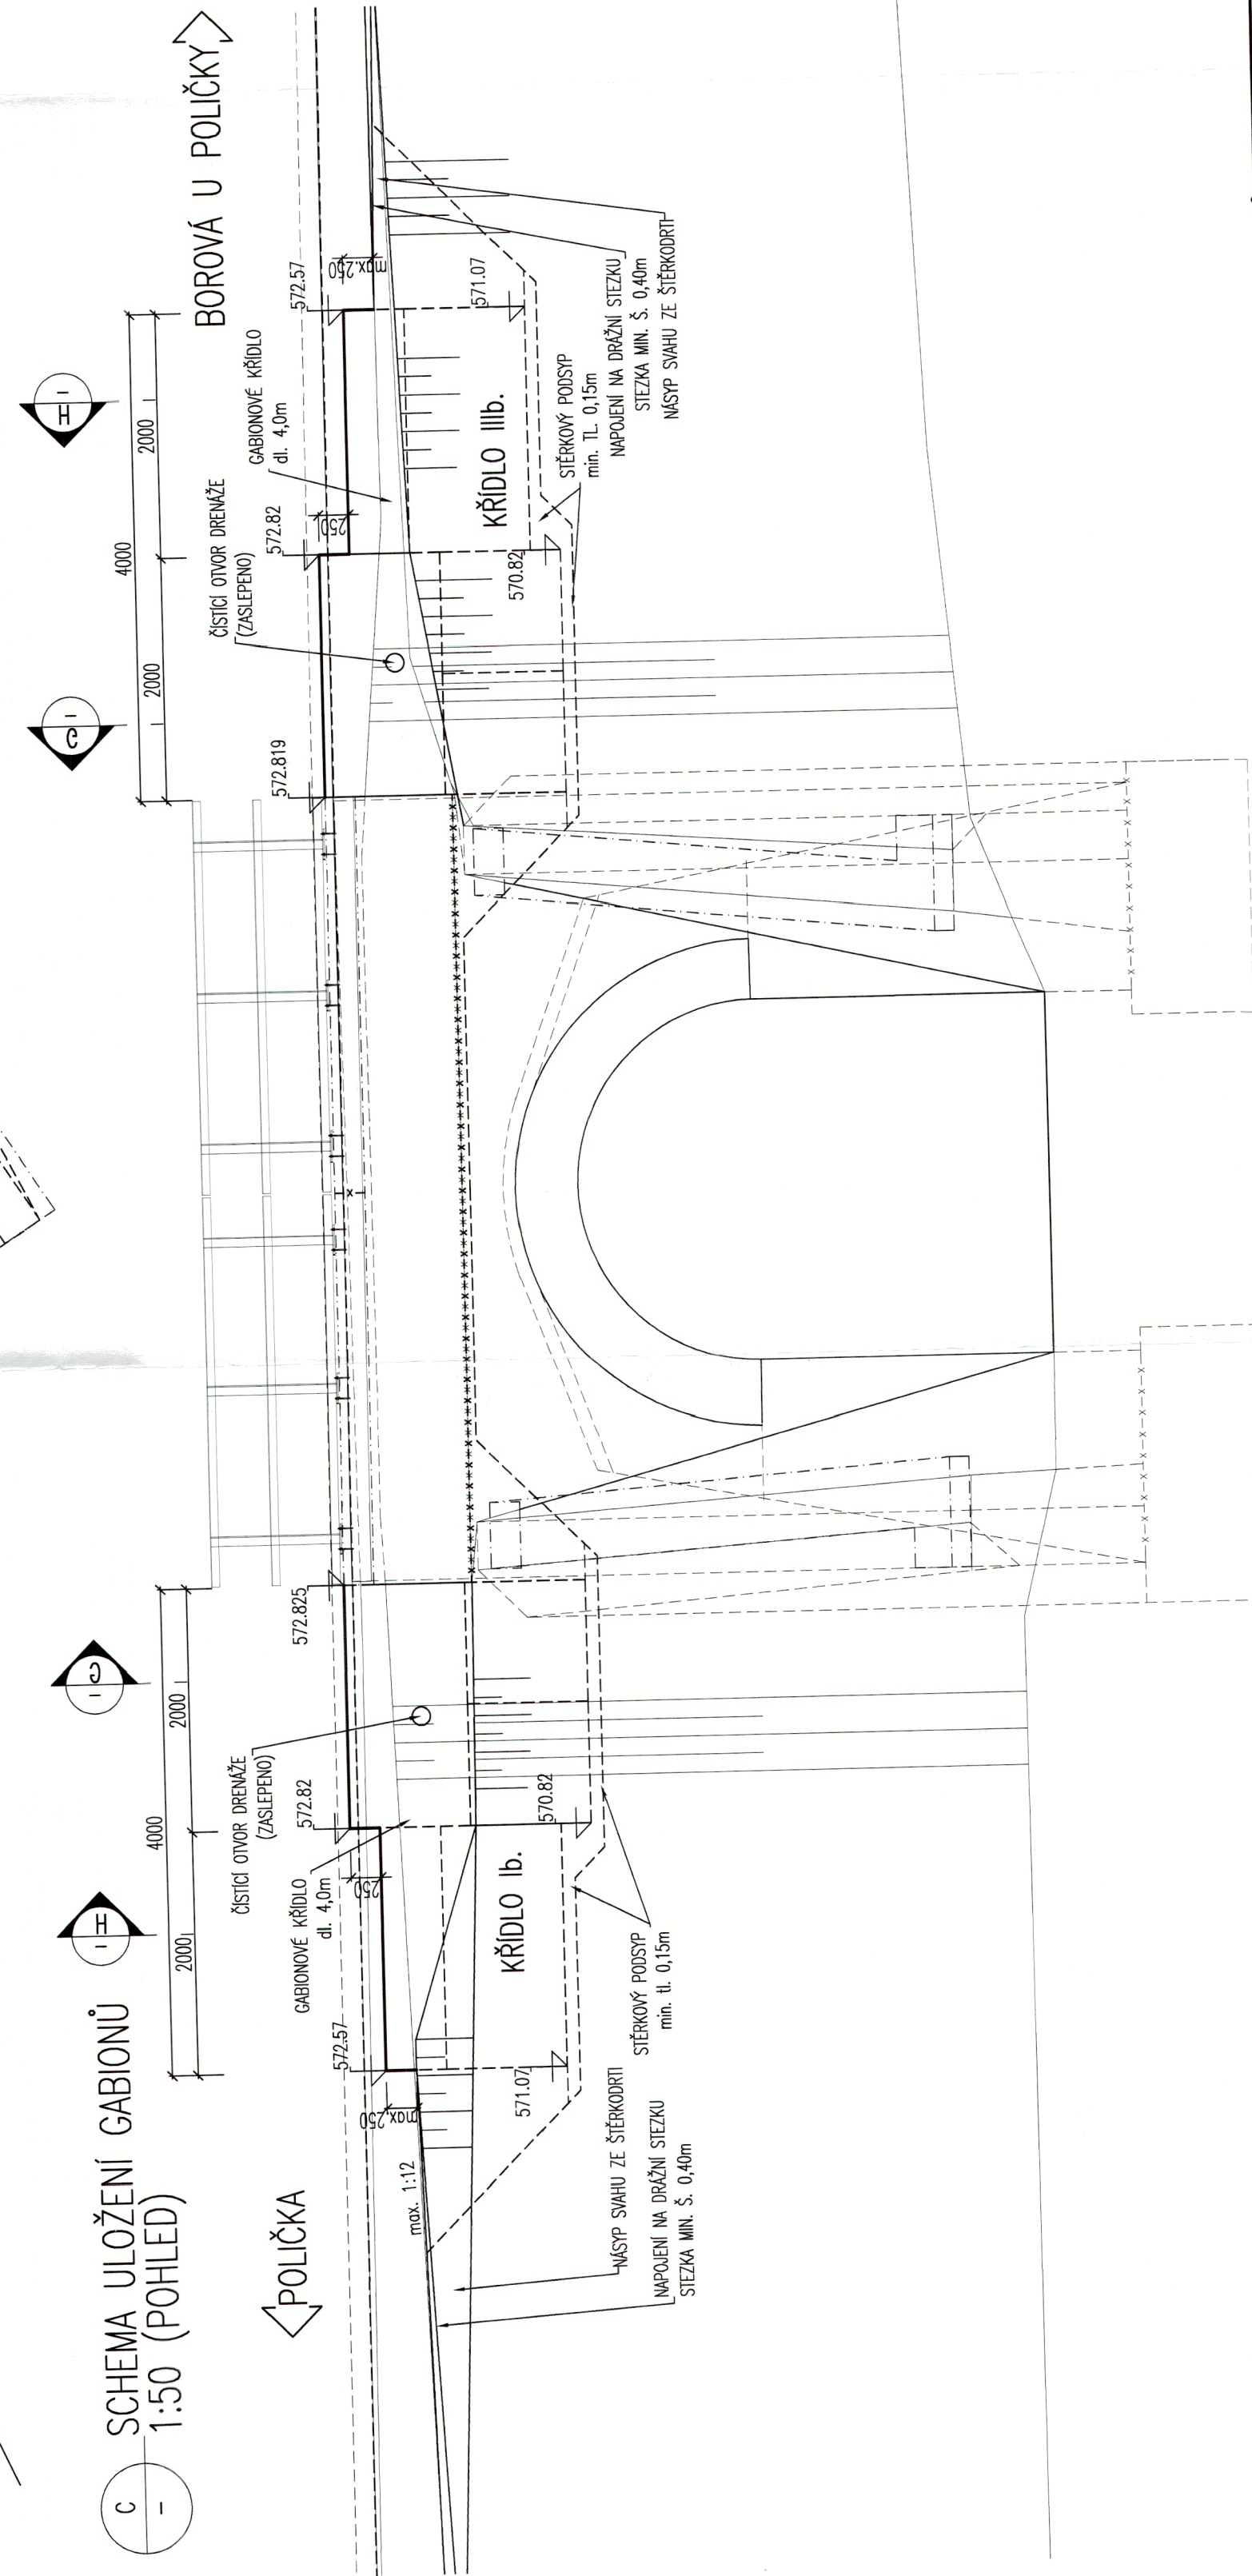 C
-
SCHEMA ULOŽENÍ GABIONŮ
1:50 (POHLED)
POLIČKA
BOROVÁ U POLIČKY
H
-
G
-
G
-
H
-
4000
2000
2000
4000
2000
2000
ČÍSTÍCÍ OTVOR DRENÁŽE
(ZASLEPENO)
GABIONOVÉ KŘÍDLO
dl. 4,0m
572.57
572.82
572.825
250
max.250
max. 1:12
571.07
570.82
KŘÍDLO Ib.
STĚRKOVÝ PODSYP
min. tl. 0,15m
NÁSYP SVAHU ZE ŠTĚRKODRTI
NAPOJENÍ NA DRÁŽNÍ STEZKU
STEZKA MIN. Š. 0,40m
ČÍSTÍCÍ OTVOR DRENÁŽE
(ZASLEPENO)
GABIONOVÉ KŘÍDLO
dl. 4,0m
572.819
572.82
572.57
250
max.250
570.82
571.07
KŘÍDLO IIIb.
STĚRKOVÝ PODSYP
min. TL. 0,15m
NAPOJENÍ NA DRÁŽNÍ STEZKU
STEZKA MIN. Š. 0,40m
NÁSYP SVAHU ZE ŠTĚRKODRTI